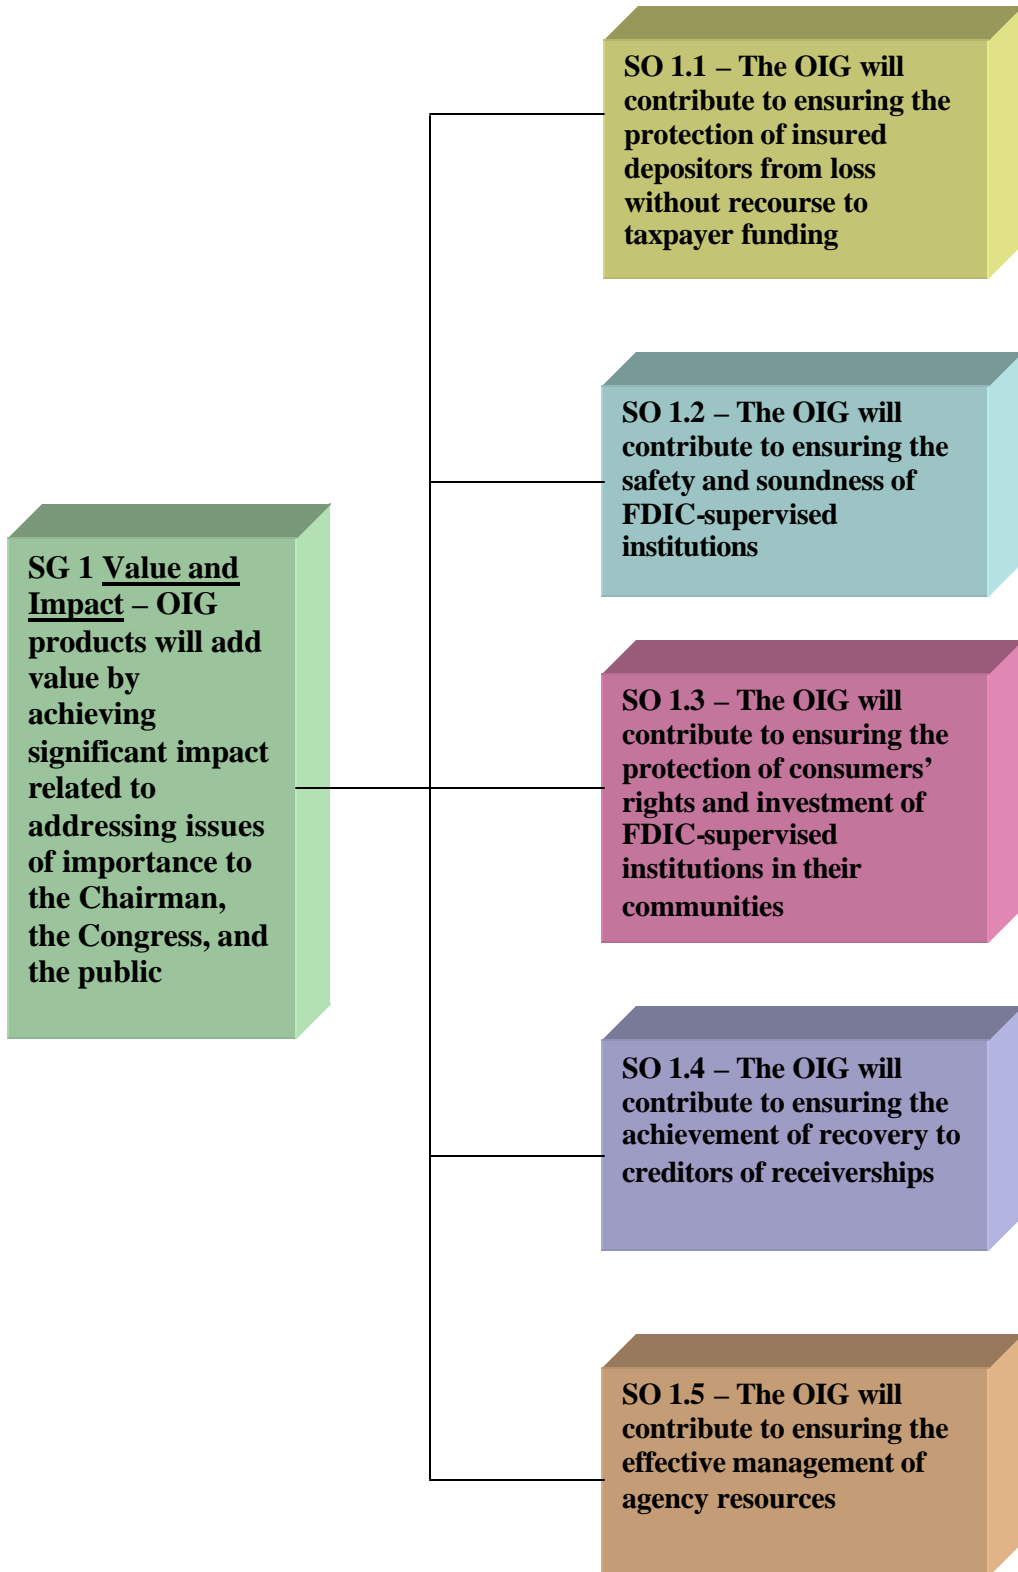 SG 1 Value and
Impact – OIG
products will add
value by
achieving
significant impact
related to
addressing issues
of importance to
the Chairman,
the Congress, and
the public
SO 1.1 – The OIG will
contribute to ensuring the
protection of insured
depositors from loss
without recourse to
taxpayer funding
SO 1.2 – The OIG will
contribute to ensuring the
safety and soundness of
FDIC-supervised
institutions
SO 1.3 – The OIG will
contribute to ensuring the
protection of consumers’
rights and investment of
FDIC-supervised
institutions in their
communities
SO 1.4 – The OIG will
contribute to ensuring the
achievement of recovery to
creditors of receiverships
SO 1.5 – The OIG will
contribute to ensuring the
effective management of
agency resources